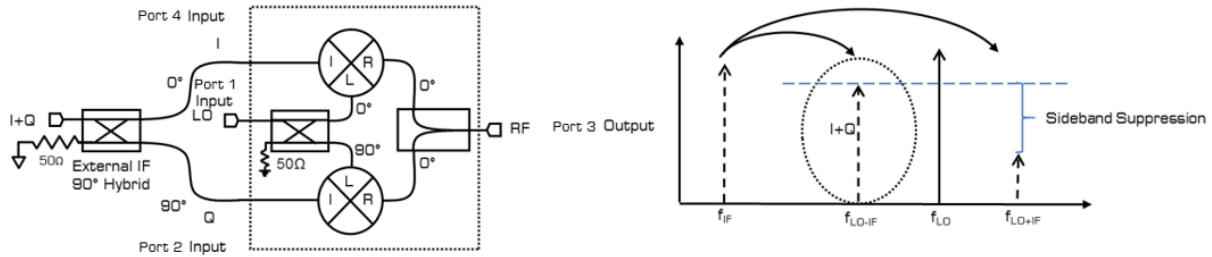 Port 4 Input
I
0°
Port 1
Input
LO
I+Q
50Ω
External IF
90° Hybrid
90°
Q
Port 2 Input
I
R
L
0°
0°
50Ω
90°
L
I
R
0°
RF
Port 3 Output
I+Q
Sideband Suppression
fIF
fLO-IF
fLO
fLO+IF